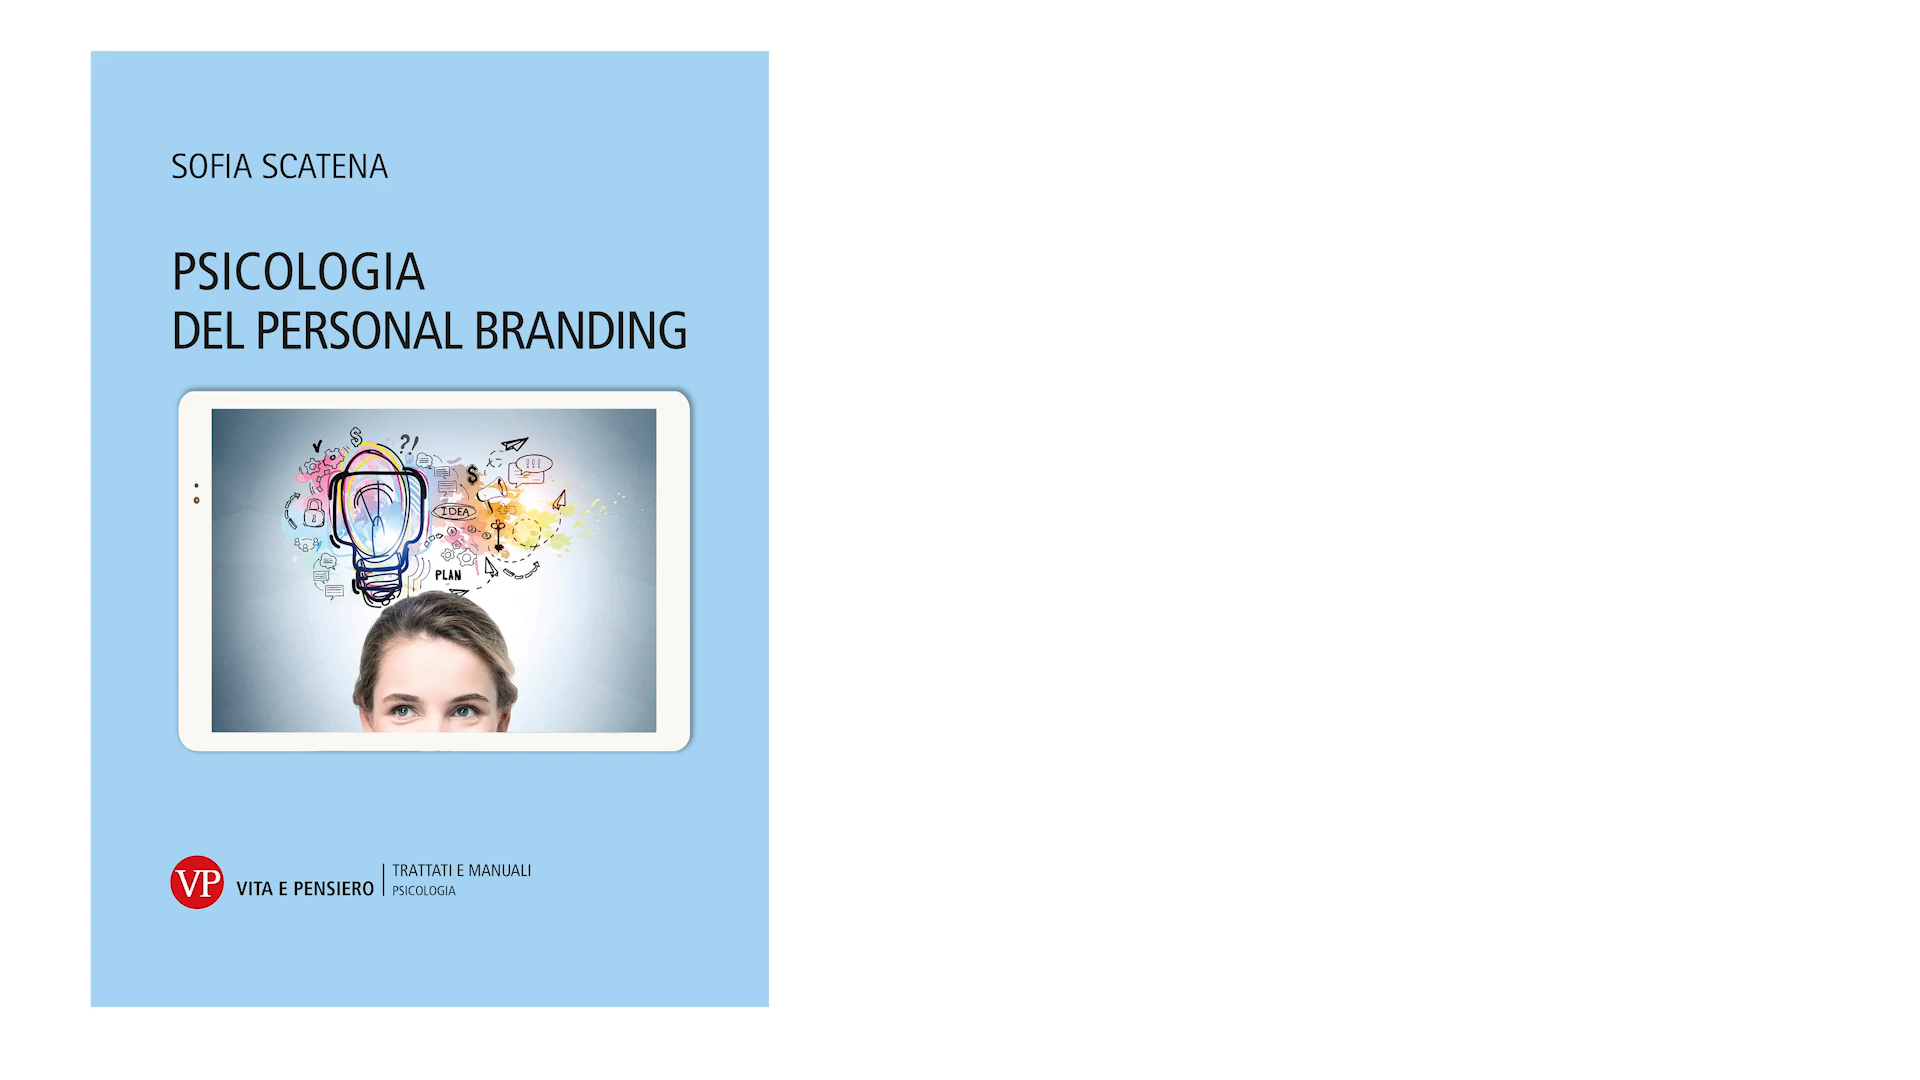 SOFIA SCATENA
PSICOLOGIA
DEL PERSONAL BRANDING
$
?!
!!!
$
IDEA
PLAN
VP
VITA E PENSIERO
TRATTATI E MANUALI
PSICOLOGIA